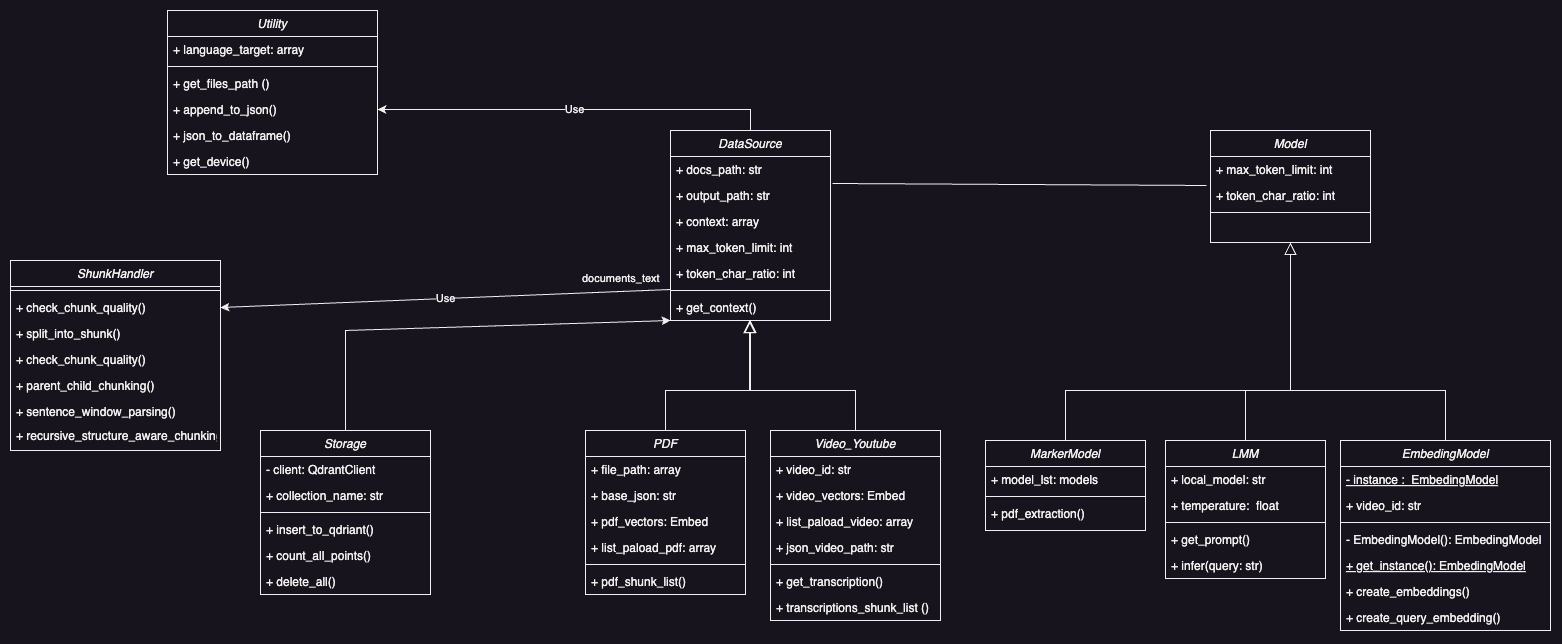 Utility
+ language_target: array
+ get_files_path ()
+ append_to_json()
+ json_to_dataframe()
+ get_device()
Use
DataSource
+ docs_path: str
+ output_path: str
+ context: array
+ max_token_limit: int
+ token_char_ratio: int
+ get_context()
Model
+ max_token_limit: int
+ token_char_ratio: int
documents_text
Use
ShunkHandler
+ check_chunk_quality()
+ split_into_shunk()
+ check_chunk_quality()
+ parent_child_chunking()
+ sentence_window_parsing()
+ recursive_structure_aware_chunkin
Storage
- client: QdrantClient
+ collection_name: str
+ insert_to_qdriant()
+ count_all_points()
+ delete_all()
PDF
+ file_path: array
+ base_json: str
+ pdf_vectors: Embed
+ list_paload_pdf: array
+ pdf_shunk_list()
Video_Youtube
+ video_id: str
+ video_vectors: Embed
+ list_paload_video: array
+ json_video_path: str
+ get_transcription()
+ transcriptions_shunk_list ()
MarkerModel
+ model_lst: models
+ pdf_extraction()
LMM
+ local_model: str
+ temperature:  float
+ get_prompt()
+ infer(query: str)
EmbedingModel
- instance :  EmbedingModel
+ video_id: str
- EmbedingModel(): EmbedingModel
+ get_instance(): EmbedingModel
+ create_embeddings()
+ create_query_embedding()